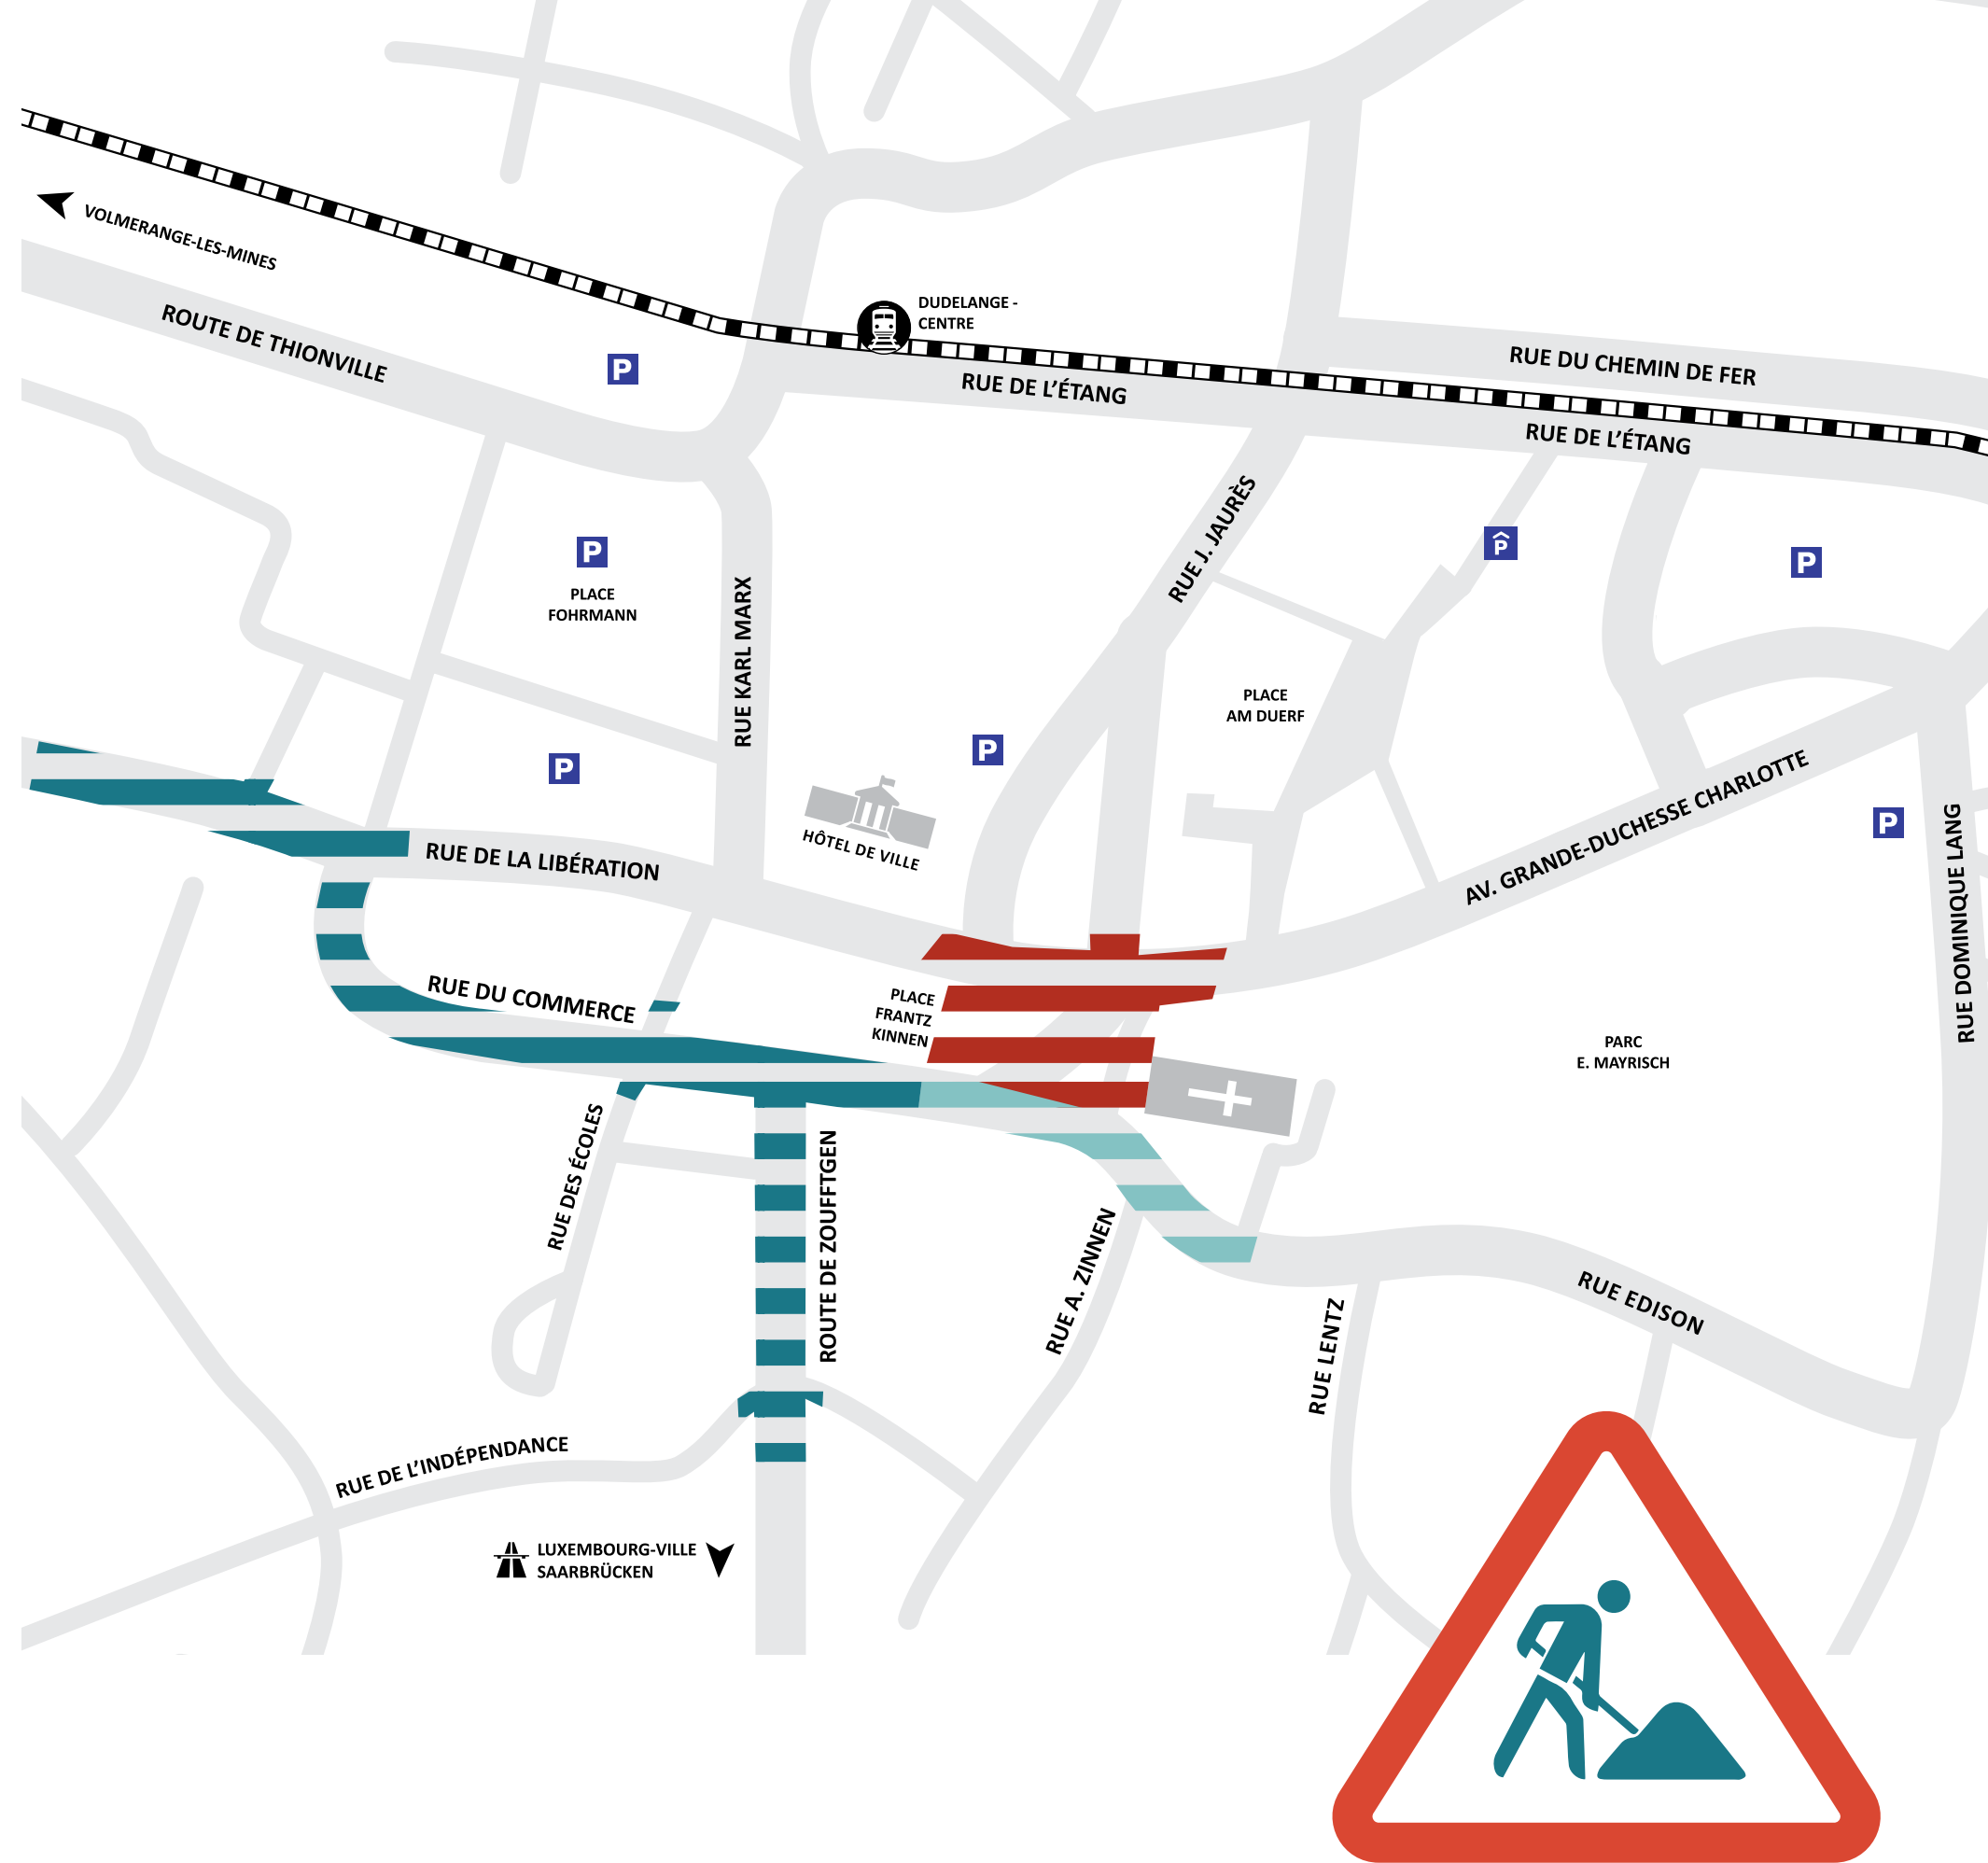 VOLMERANGE-LES-MINES
ROUTE DE THIONVILLE
P
DUDELANGE -
CENTRE
RUE DU CHEMIN DE FER
RUE DE L’ÉTANG
RUE DE L’ÉTANG
RUE J. JAURÈS
P
P
P
PLACE
FOHRMANN
RUE KARL MARX
PLACE
AM DUERF
P
P
HÔTEL DE VILLE
AV. GRANDE-DUCHESSE CHARLOTTE
P
RUE DOMINIQUE LANG
RUE DE LA LIBÉRATION
RUE DU COMMERCE
PLACE
FRANTZ
KINNEN
PARC
E. MAYRISCH
RUE DES ÉCOLES
ROUTE DE ZOUFFTGEN
RUE A. ZINNEN
RUE LENTZ
RUE EDISON
RUE DE L’INDÉPENDANCE
LUXEMBOURG-VILLE
SAARBRÜCKEN